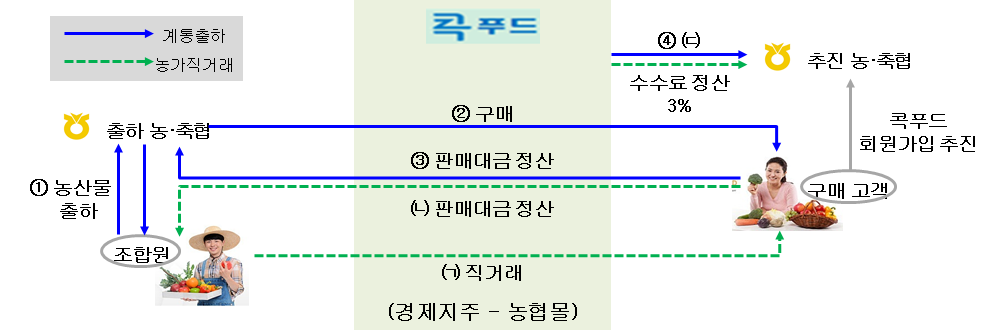 콕푸드
계통출하
농가직거래
④ ㈐
추진 농·축협
수수료 정산
3%
② 구매
출하 농·축협
콕푸드
회원가입 추진
③ 판매대금 정산
① 농산물
출하
구매 고객
㈏ 판매대금 정산
조합원
㈀ 직거래
(경제지주 – 농협몰)